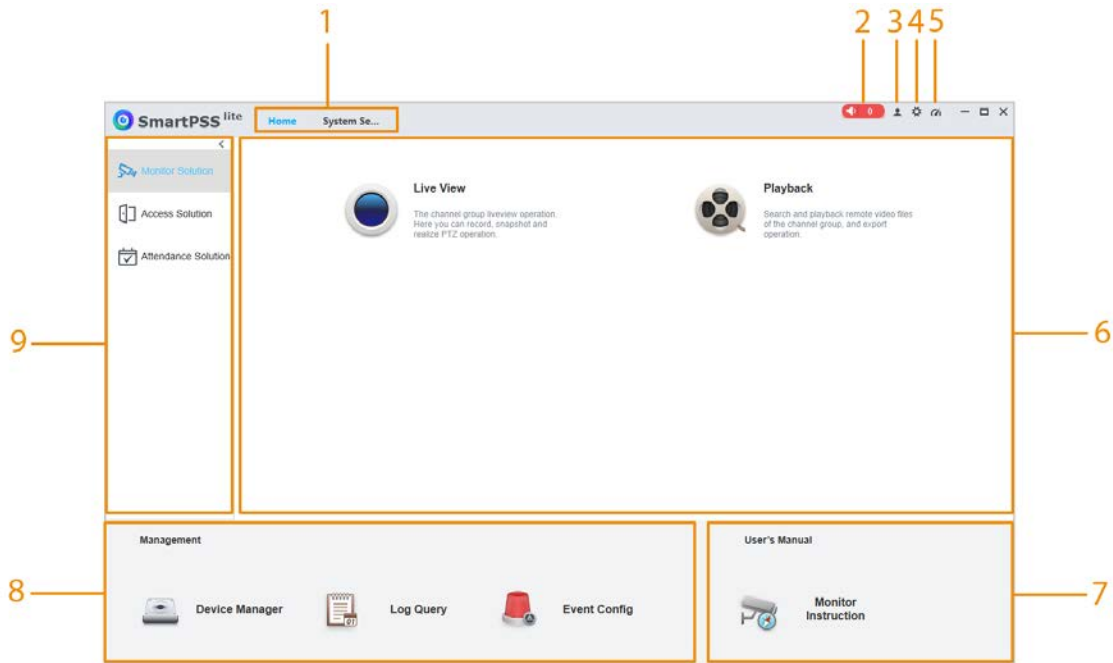 1
2
3
4
5
SmartPSS lite
Home
System Se...
0
Monitor Solution
Access Solution
Attendance Solution
Live View
The channel group liveview operation.
Here you can record, snapshot and
realize PTZ operation.
Playback
Search and playback remote video files
of the channel group, and export
operation.
9
6
Management
Device Manager
Log Query
Event Config
User's Manual
Monitor
Instruction
8
7